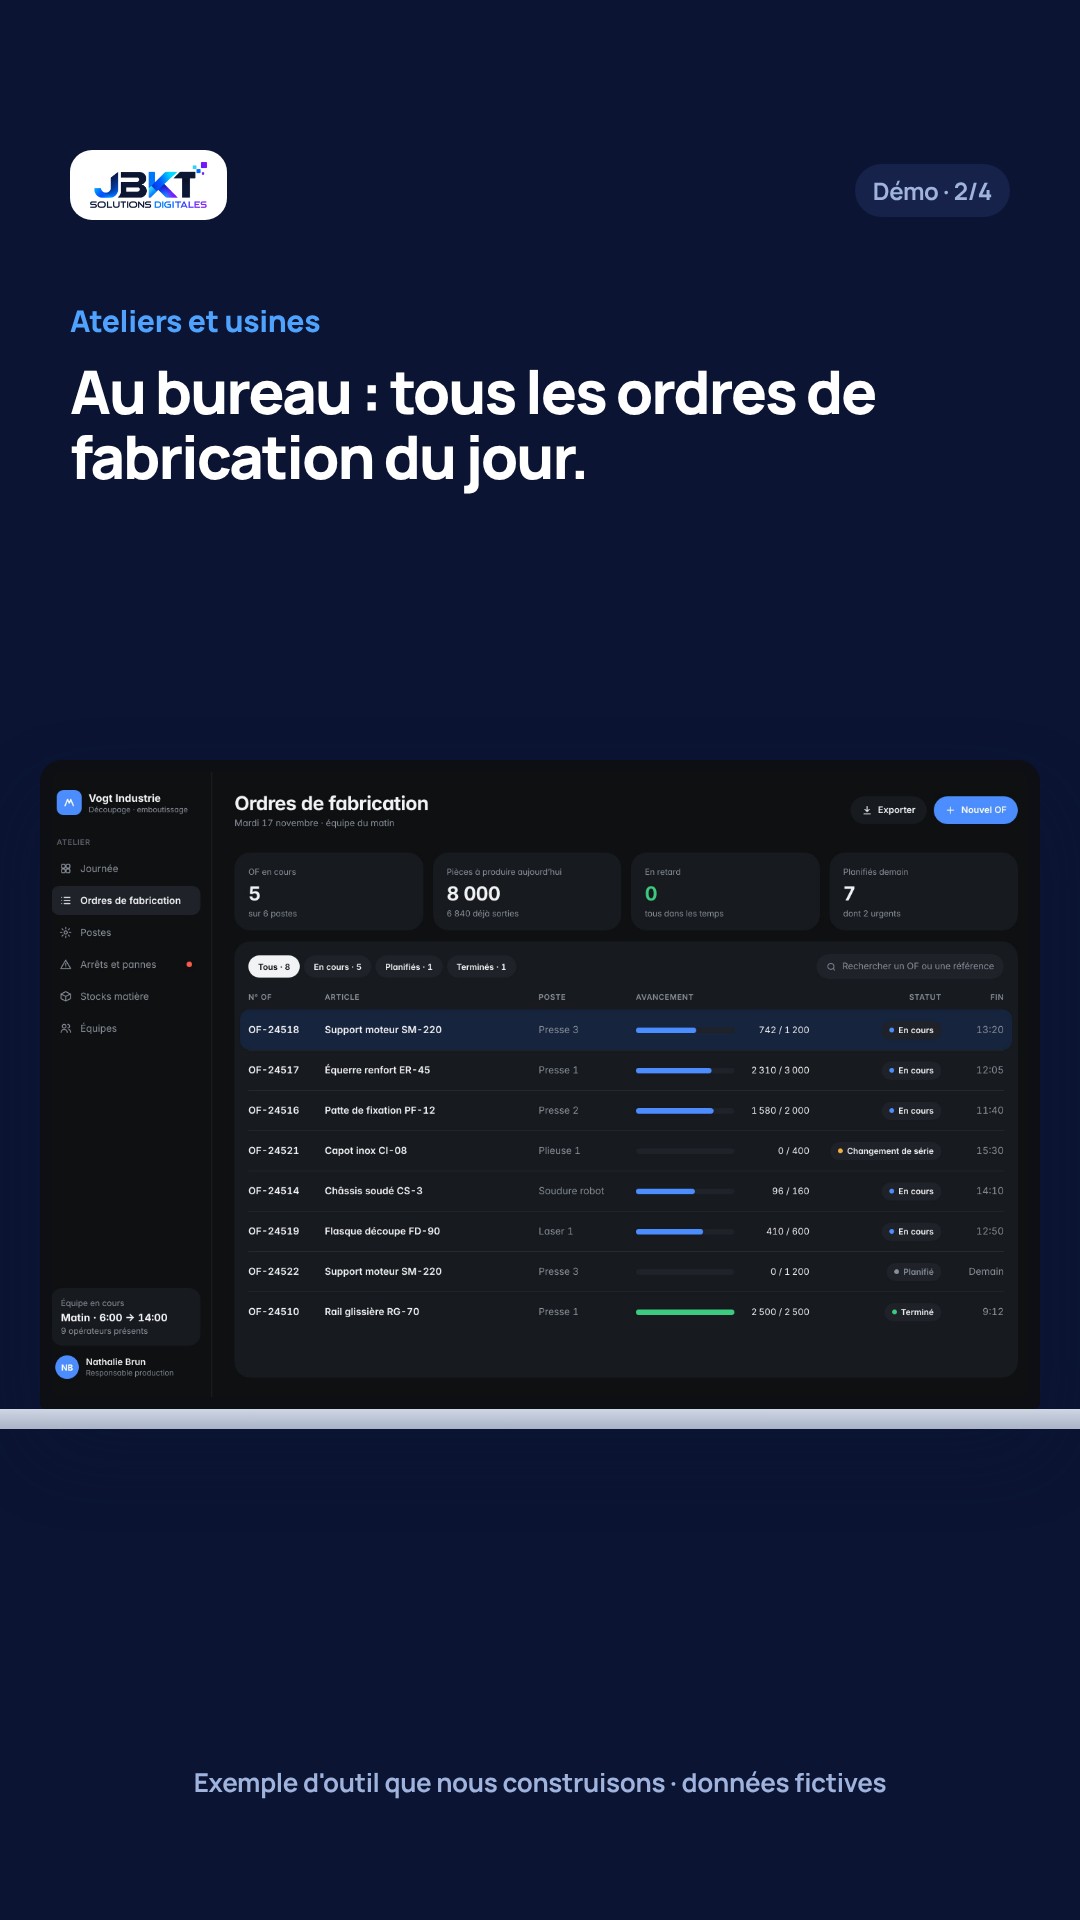 JBKT
SOLUTIONS DIGITALES
Démo · 2/4
Ateliers et usines
Au bureau : tous les ordres de
fabrication du jour.
Vogt Industrie
Découpage · emboutissage
ATELIER
Journée
Ordres de fabrication
Postes
Arrêts et pannes
Stocks matière
Équipes
Équipe en cours
Matin · 6:00 → 14:00
9 opérateurs présents
NB
Nathalie Brun
Responsable production
Ordres de fabrication
Mardi 17 novembre · équipe du matin
Exporter
+ Nouvel OF
OF en cours
5
sur 6 postes
Pièces à produire aujourd'hui
8 000
6 840 déjà sorties
En retard
0
tous dans les temps
Planifiés demain
7
dont 2 urgents
Tous · 8 En cours · 5 Planifiés · 1 Terminés · 1 Rechercher un OF ou une référence
N° OF ARTICLE POSTE AVANCEMENT STATUT FIN
OF-24518 Support moteur SM-220 Presse 3 742 / 1 200 En cours 13:20
OF-24517 Équerre renfort ER-45 Presse 1 2 310 / 3 000 En cours 12:05
OF-24516 Patte de fixation PF-12 Presse 2 1 580 / 2 000 En cours 11:40
OF-24521 Capot inox CI-08 Plieuse 1 0 / 400 Changement de série 15:30
OF-24514 Châssis soudé CS-3 Soudure robot 96 / 160 En cours 14:10
OF-24519 Flasque découpe FD-90 Laser 1 410 / 600 En cours 12:50
OF-24522 Support moteur SM-220 Presse 3 0 / 1 200 Planifié Demain
OF-24510 Rail glissière RG-70 Presse 1 2 500 / 2 500 Terminé 9:12
Exemple d'outil que nous construisons · données fictives